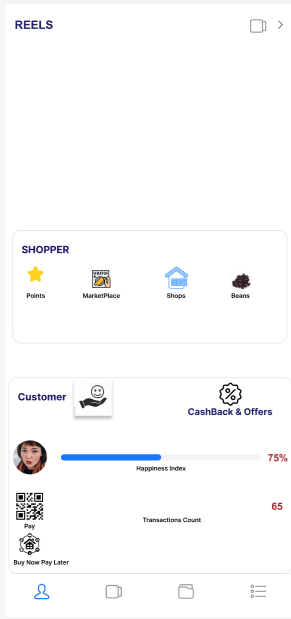 REELS
SHOPPER
Points
MarketPlace
Shops
Beans
Customer
CashBack & Offers
75%
Happiness Index
65
Pay
Transactions Count
Buy Now Pay Later